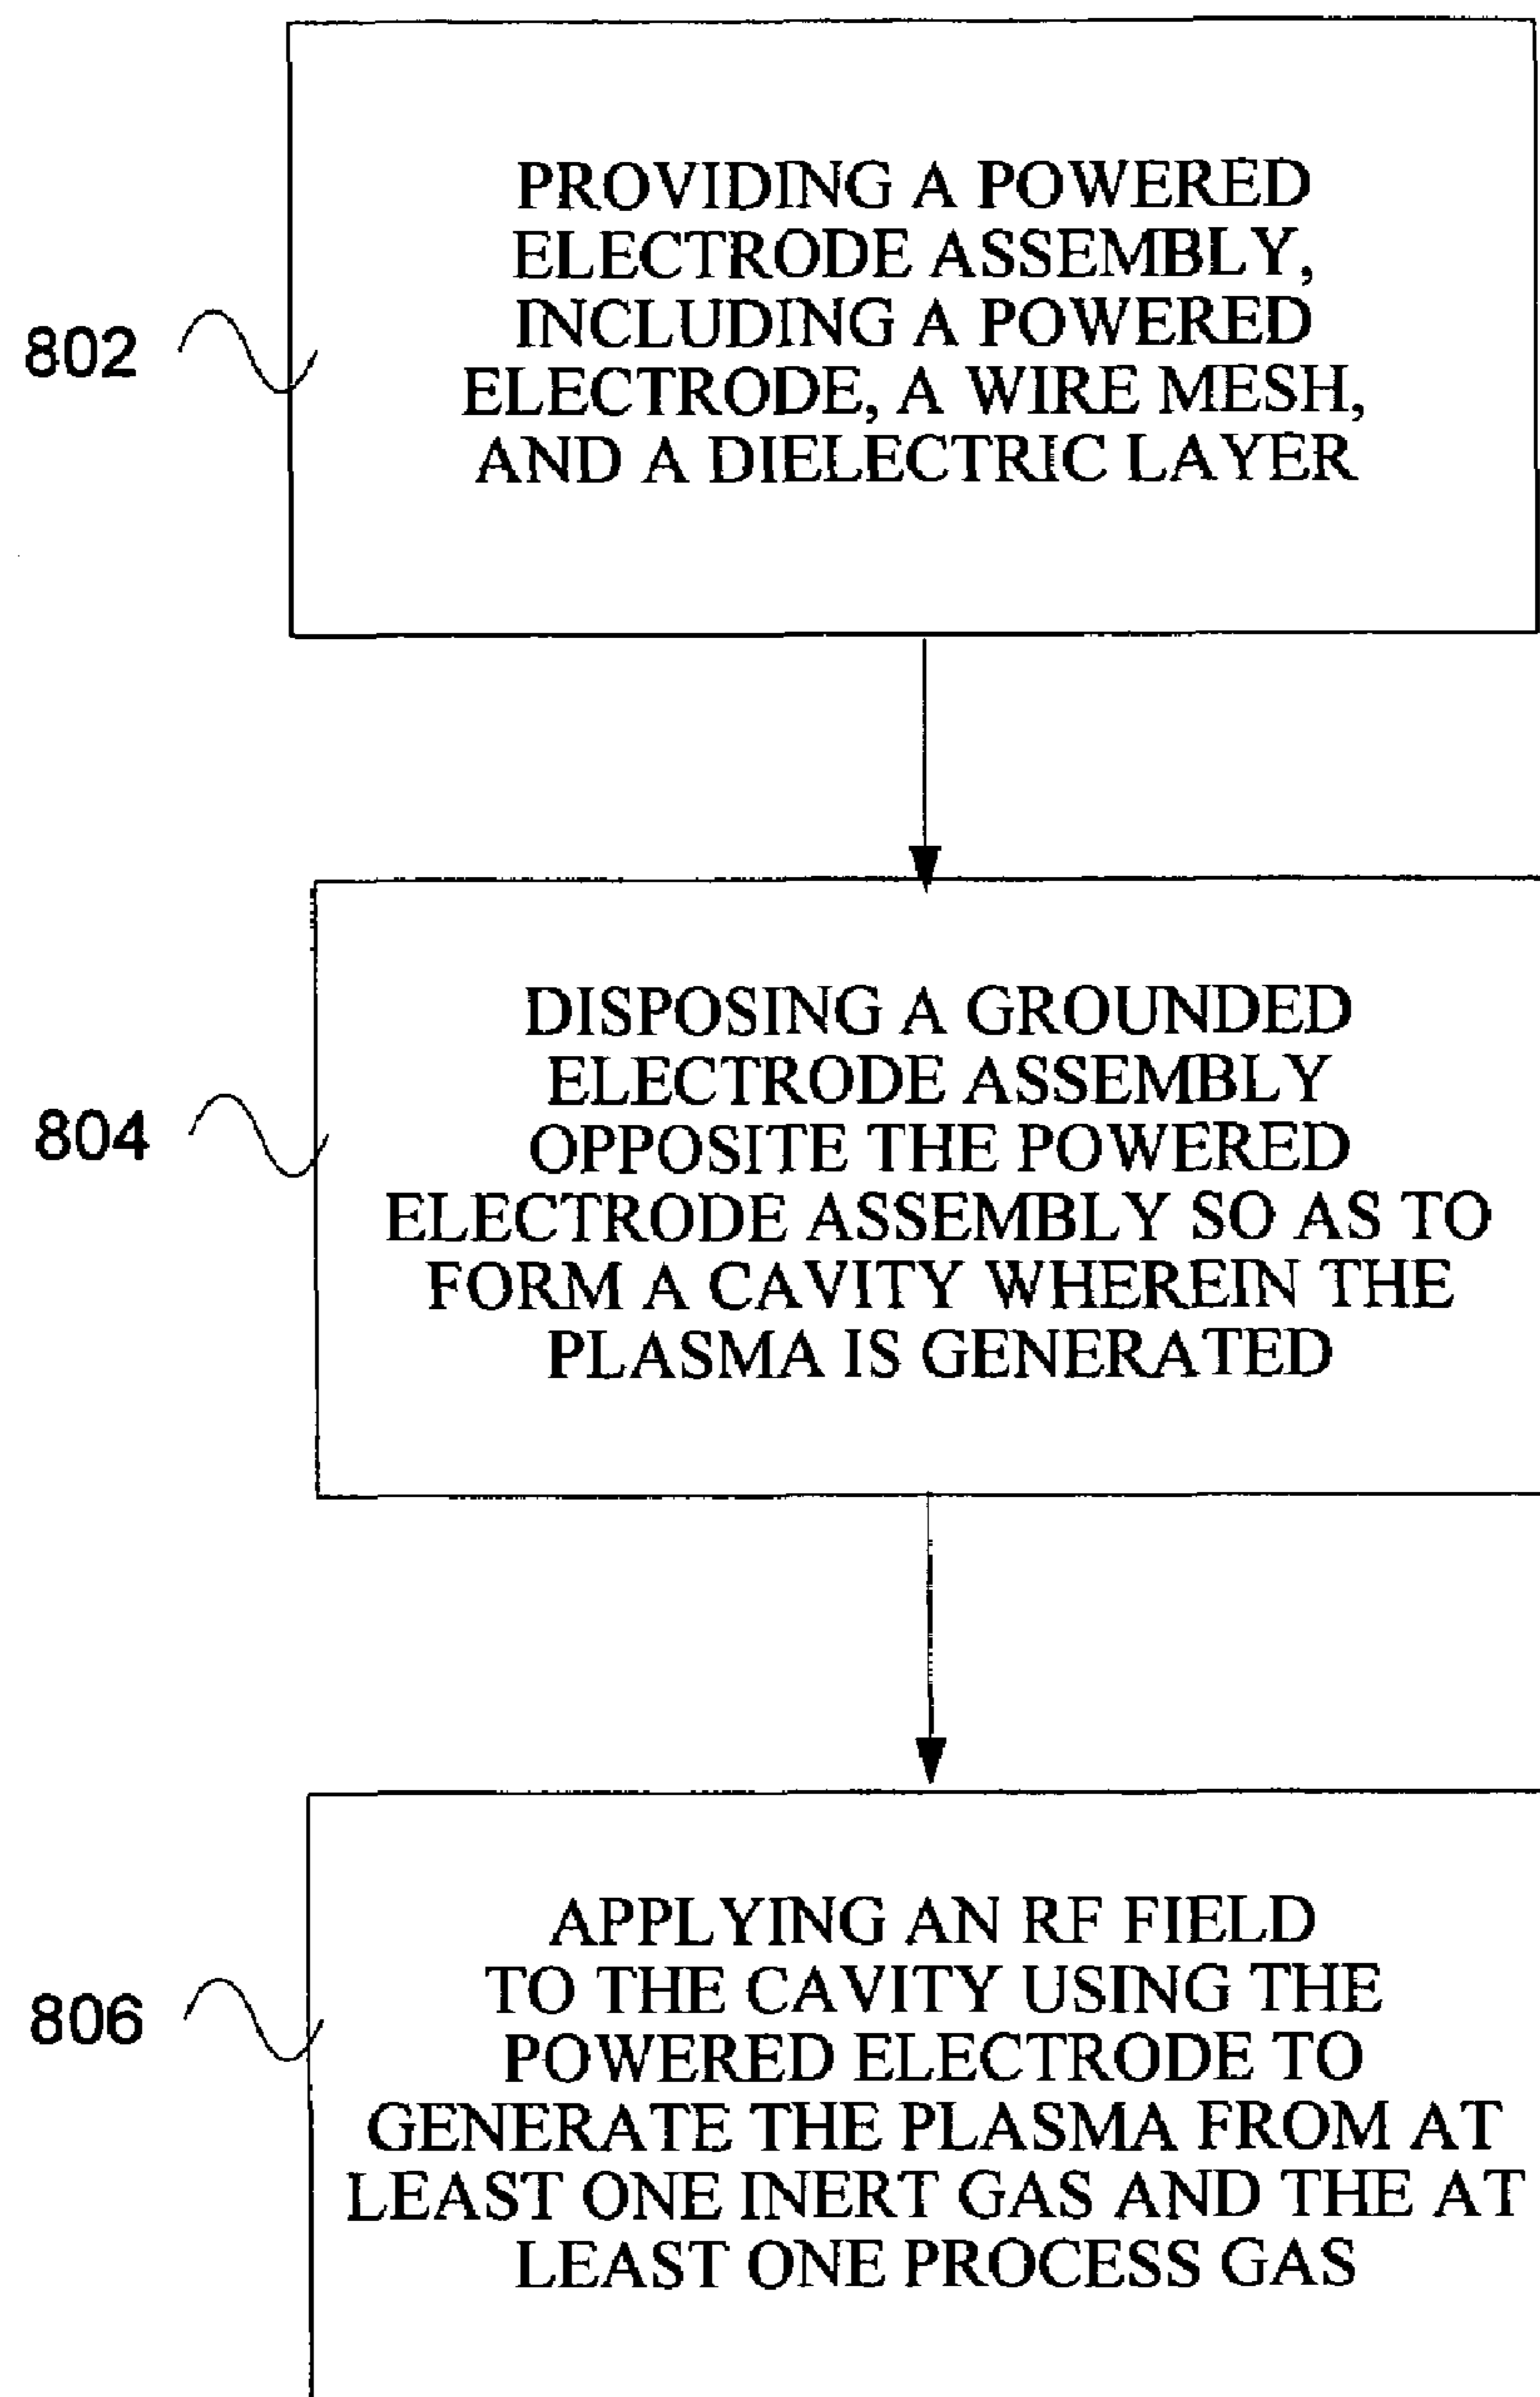 802
PROVIDING A POWERED
ELECTRODE ASSEMBLY,
INCLUDING A POWERED
ELECTRODE, A WIRE MESH,
AND A DIELECTRIC LAYER
804
DISPOSING A GROUNDED
ELECTRODE ASSEMBLY
OPPOSITE THE POWERED
ELECTRODE ASSEMBLY SO AS TO
FORM A CAVITY WHEREIN THE
PLASMA IS GENERATED
806
APPLYING AN RF FIELD
TO THE CAVITY USING THE
POWERED ELECTRODE TO
GENERATE THE PLASMA FROM AT
LEAST ONE INERT GAS AND THE AT
LEAST ONE PROCESS GAS